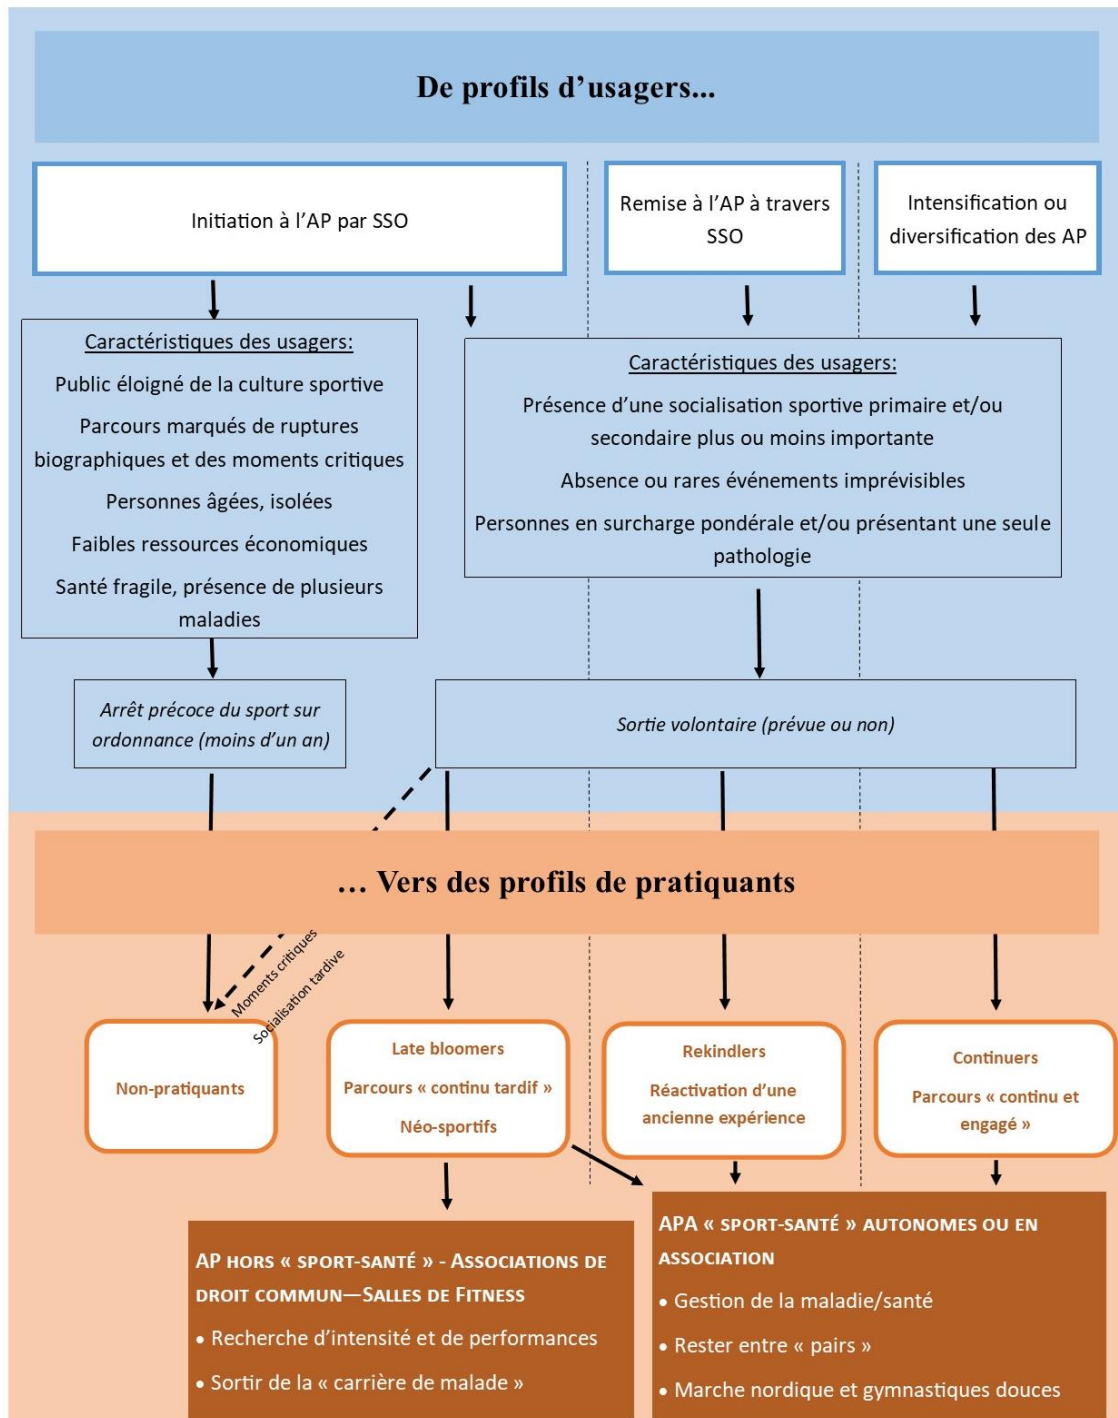 De profils d’usagers...
Initiation à l’AP par SSO
Remise à l’AP à travers
SSO
Intensification ou
diversification des AP
Caractéristiques des usagers:
Public éloigné de la culture sportive
Parcours marqués de ruptures
biographiques et des moments critiques
Personnes âgées, isolées
Faibles ressources économiques
Santé fragile, présence de plusieurs
maladies
Caractéristiques des usagers:
Présence d’une socialisation sportive primaire et/ou
secondaire plus ou moins importante
Absence ou rares événements imprévisibles
Personnes en surcharge pondérale et/ou présentant une seule
pathologie
Arrêt précoce du sport sur
ordonnance (moins d’un an)
Sortie volontaire (prévue ou non)
... Vers des profils de pratiquants
Moments critiques
Socialisation tardive
Non-pratiquants
Late bloomers
Parcours « continu tardif »
Néo-sportifs
Rekindlers
Réactivation d’une
ancienne expérience
Continuers
Parcours « continu et
engagé »
AP HORS « SPORT-SANTÉ » - ASSOCIATIONS DE
DROIT COMMUN—SALLES DE FITNESS
• Recherche d’intensité et de performances
• Sortir de la « carrière de malade »
APA « SPORT-SANTÉ » AUTONOMES OU EN
ASSOCIATION
• Gestion de la maladie/santé
• Rester entre « pairs »
• Marche nordique et gymnastiques douces